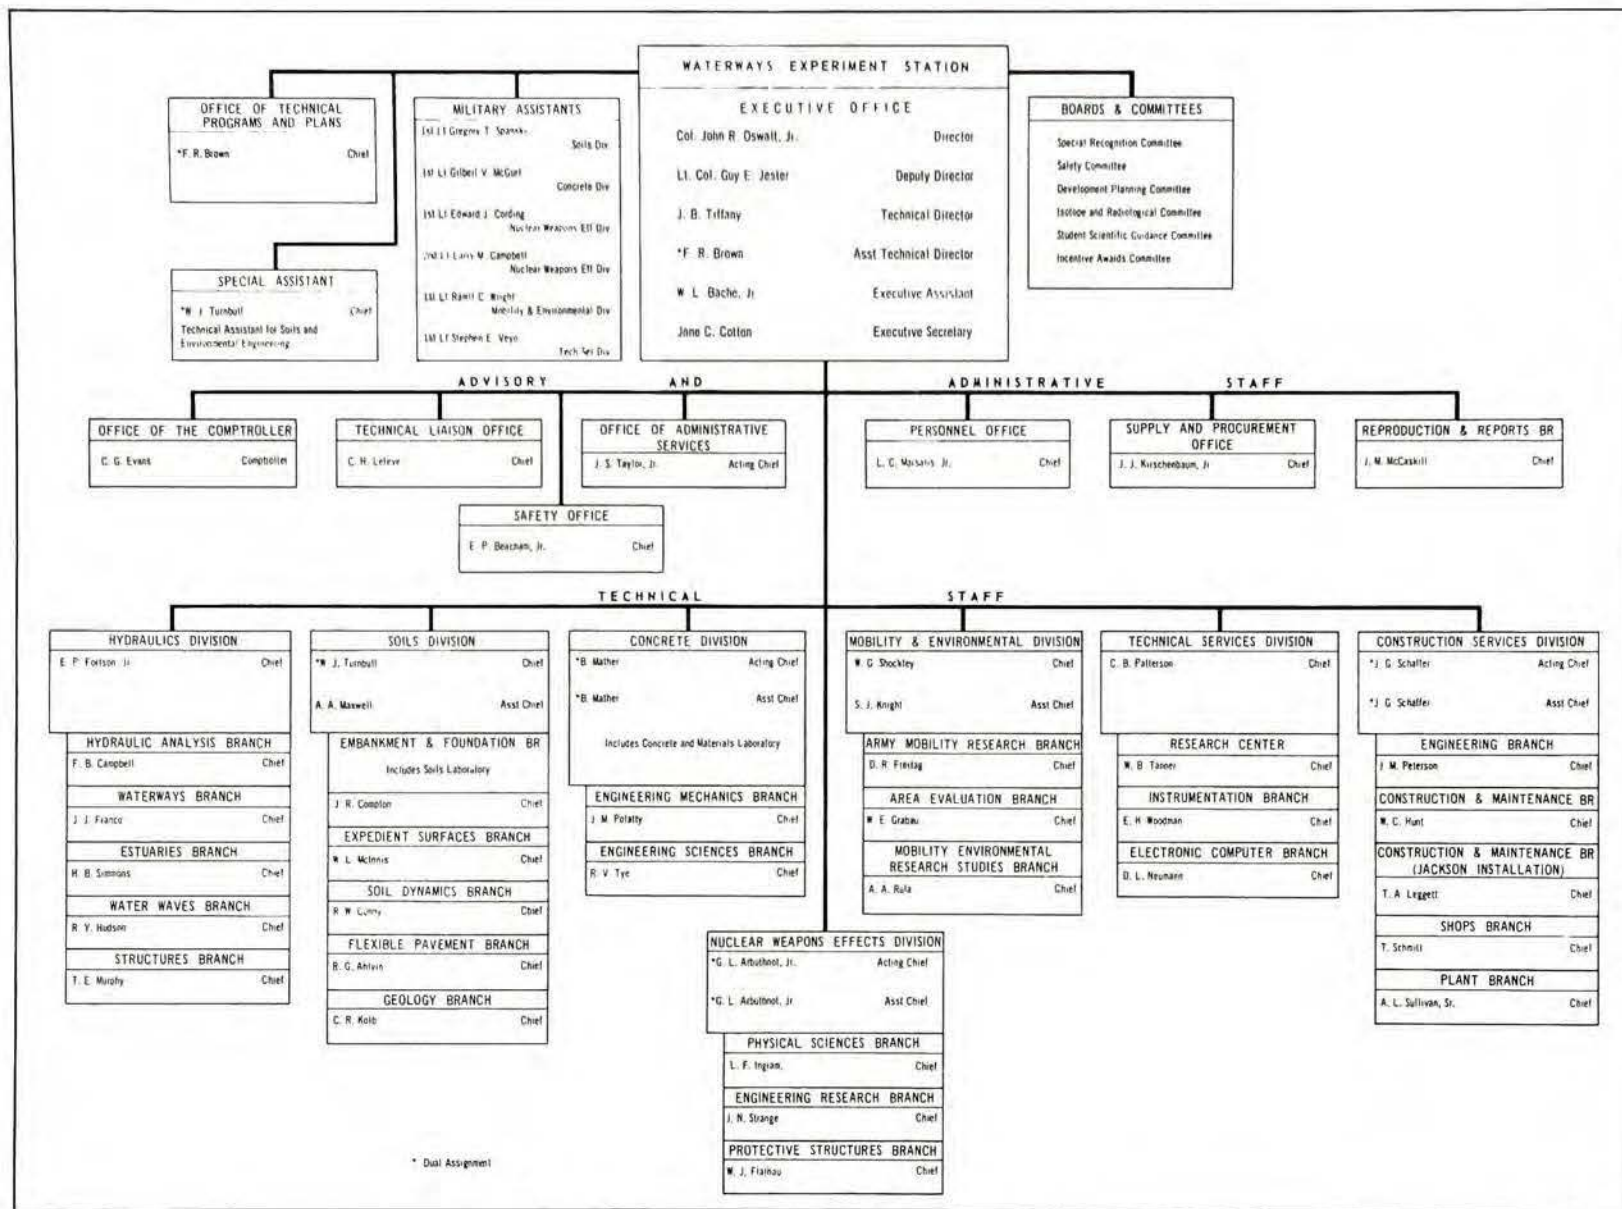 WATERWAYS EXPERIMENT STATION
EXECUTIVE OFFICE
Col. John R. Oswalt, Jr. Director
Lt. Col. Guy E. Jester Deputy Director
J. B. Tiffany Technical Director
*F. R. Brown Asst Technical Director
W. L. Bache, Jr. Executive Assistant
Jane C. Cotton Executive Secretary
OFFICE OF TECHNICAL
PROGRAMS AND PLANS
*F. R. Brown Chief
SPECIAL ASSISTANT
*W. J. Turnbull Chief
Technical Assistant for Soils and
Environmental Engineering
MILITARY ASSISTANTS
1st Lt Gregory T.
Soils Div
1st Lt Gilbert V.
Concrete Div
1st Lt Edward J. Cording
Nuclear Weapons Eff Div
2nd Lt Larry M. Campbell
Nuclear Weapons Eff Div
1st Lt C. Wright
Mobility & Environmental Div
1st Lt Stephen E. Veyo
Tech Ser Div
BOARDS & COMMITTEES
Special Recognition Committee
Safety Committee
Development Planning Committee
Isotope and Radiological Committee
Student Scientific Guidance Committee
Incentive Awards Committee
ADVISORY AND ADMINISTRATIVE STAFF
OFFICE OF THE COMPTROLLER
C. G. Evans Comptroller
TECHNICAL LIAISON OFFICE
C. H. Chief
OFFICE OF ADMINISTRATIVE
SERVICES
J. S. Taylor, Jr. Acting Chief
PERSONNEL OFFICE
L. G. Jr. Chief
SUPPLY AND PROCUREMENT
OFFICE
J. J. Kirschenbaum, Jr Chief
REPRODUCTION & REPORTS BR
J. M. McCaskill Chief
SAFETY OFFICE
E. P. Beacham, Jr. Chief
TECHNICAL STAFF
HYDRAULICS DIVISION
E. P. Fortson Jr Chief
HYDRAULIC ANALYSIS BRANCH
F. B. Campbell Chief
WATERWAYS BRANCH
J. J. Franco Chief
ESTUARIES BRANCH
H. B. Simmons Chief
WATER WAVES BRANCH
R. Y. Hudson Chief
STRUCTURES BRANCH
T. E. Murphy Chief
SOILS DIVISION
*W. J. Turnbull Chief
A. A. Maxwell Asst Chief
EMBANKMENT & FOUNDATION BR
Includes Soils Laboratory
J. R. Compton Chief
EXPEDIENT SURFACES BRANCH
W. L. McInnis Chief
SOIL DYNAMICS BRANCH
R. W. Cunny Chief
FLEXIBLE PAVEMENT BRANCH
R. G. Ahlvin Chief
GEOLOGY BRANCH
C. R. Kolb Chief
CONCRETE DIVISION
*B. Mather Acting Chief
*B. Mather Asst Chief
Includes Concrete and Materials Laboratory
ENGINEERING MECHANICS BRANCH
J. M. Polatty Chief
ENGINEERING SCIENCES BRANCH
R. V. Tye Chief
NUCLEAR WEAPONS EFFECTS DIVISION
*G. L. Arbuthnot, Jr. Acting Chief
*G. L. Arbuthnot, Jr Asst Chief
PHYSICAL SCIENCES BRANCH
L. F. Ingram, Chief
ENGINEERING RESEARCH BRANCH
J. N. Strange Chief
PROTECTIVE STRUCTURES BRANCH
W. J. Flathau Chief
MOBILITY & ENVIRONMENTAL DIVISION
W. G Shockley Chief
S. J. Knight Asst Chief
ARMY MOBILITY RESEARCH BRANCH
D. R. Freitag Chief
AREA EVALUATION BRANCH
W. E. Grabau Chief
MOBILITY ENVIRONMENTAL
RESEARCH STUDIES BRANCH
A. A. Rula Chief
TECHNICAL SERVICES DIVISION
C. B. Patterson Chief
RESEARCH CENTER
W. B Tanner Chief
INSTRUMENTATION BRANCH
E. H. Woodman Chief
ELECTRONIC COMPUTER BRANCH
D. L. Neumann Chief
CONSTRUCTION SERVICES DIVISION
*J. G Schaffer Acting Chief
*J. G Schaffer Asst Chief
ENGINEERING BRANCH
J M. Peterson Chief
CONSTRUCTION & MAINTENANCE BR
W. C. Hunt Chief
CONSTRUCTION & MAINTENANCE BR
(JACKSON INSTALLATION)
T. A Leggett Chief
SHOPS BRANCH
T. Schmitt Chief
PLANT BRANCH
A. L. Sullivan, Sr. Chief
* Dual Assignment